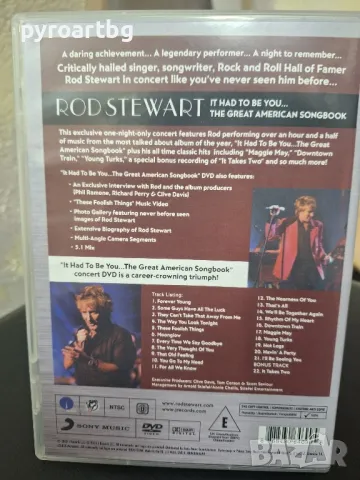 pyroartbg
A daring achievement... A legendary performer... A night to remember...
Critically hailed singer, songwriter, Rock and Roll Hall of Famer
Rod Stewart in concert like you've never seen him before...
ROD STEWART
IT HAD TO BE YOU...
THE GREAT AMERICAN SONGBOOK
This exclusive one-night-only concert features Rod performing over an hour and a
half of music from the most talked about album of the year, "It Had To Be You...The Great
American Songbook" plus his all time classic hits including "Maggie May," "Downtown
Train," "Young Turks," a special bonus recording of "It Takes Two" and so much more!
"It Had To Be You...The Great American Songbook" DVD also features:
• An Exclusive Interview with Rod and the album producers
(Phil Ramone, Richard Perry & Clive Davis)
• "These Foolish Things" Music Video
• Photo Gallery featuring never before seen
images of Rod Stewart
• Extensive Biography of Rod Stewart
• Multi-Angle Camera Segments
• 5.1 Mix
"It Had To Be You...The Great American Songbook"
concert DVD is a career-crowning triumph!
Track Listing:
1. Forever Young
2. Some Guys Have All The Luck
3. They Can't Take That Away From Me
4. The Way You Look Tonight
5. These Foolish Things
6. Moonglow
7. Every Time We Say Goodbye
8. The Very Thought Of You
9. That Old Feeling
10. You Go To My Head
11. For All We Know
12. The Nearness Of You
13. That's All
14. We'll Be Together Again
15. Rhythm Of My Heart
16. Downtown Train
17. Maggie May
18. Young Turks
19. Hot Legs
20. Havin' A Party
21. I'll Be Seeing You
BONUS TRACK
22. It Takes Two
NTSC
www.rodstewart.com
www.jrecords.com
SONY MUSIC
DVD
VIDEO
DOLBY
DIGITAL
E
bazar